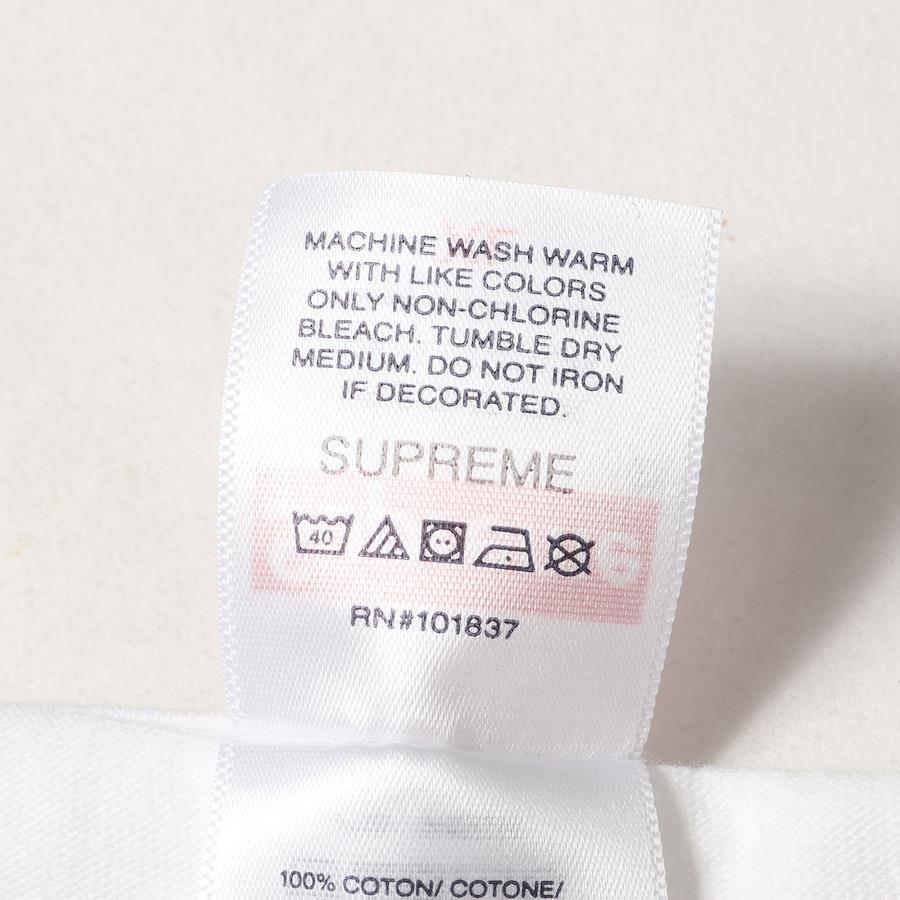 MACHINE WASH WARM
WITH LIKE COLORS
ONLY NON-CHLORINE
BLEACH. TUMBLE DRY
MEDIUM. DO NOT IRON
IF DECORATED.
SUPREME
40
RN#101837
100% COTON/ COTONE/